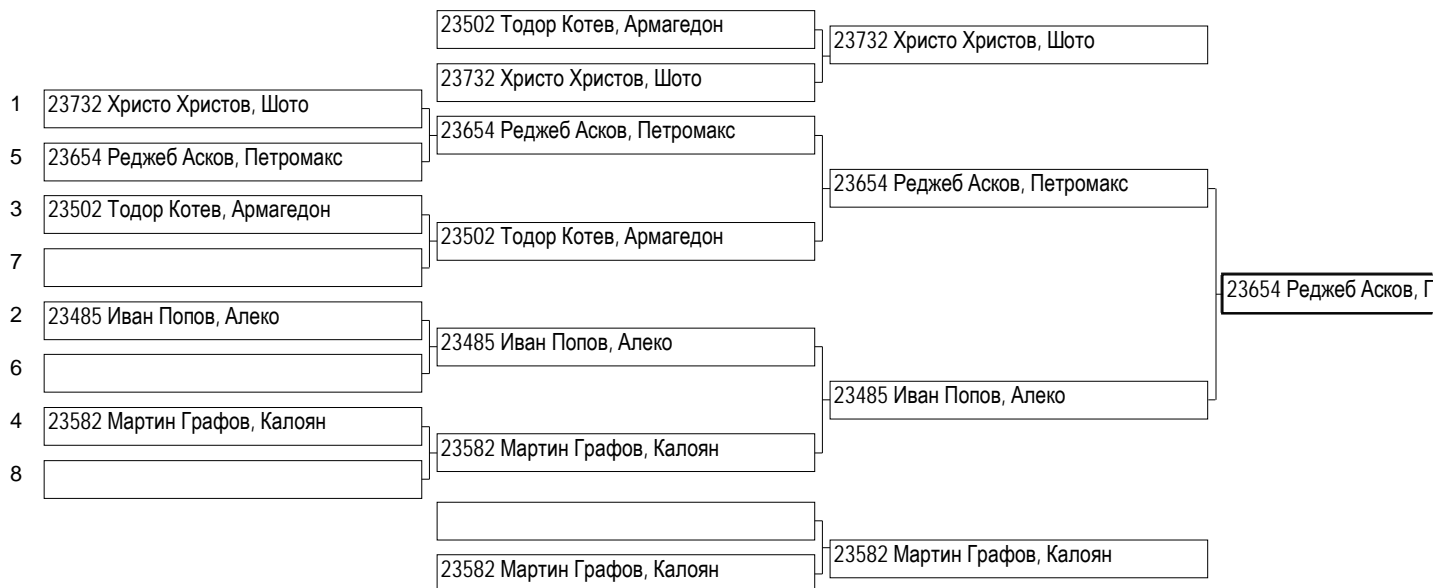 23502 Тодор Котев, Армагедон
23732 Христо Христов, Шото
23732 Христо Христов, Шото
1 23732 Христо Христов, Шото
23654 Реджеб Асков, Петромакс
5 23654 Реджеб Асков, Петромакс
23654 Реджеб Асков, Петромакс
3 23502 Тодор Котев, Армагедон
23502 Тодор Котев, Армагедон
7
23654 Реджеб Асков,
2 23485 Иван Попов, Алеко
23485 Иван Попов, Алеко
6
23485 Иван Попов, Алеко
4 23582 Мартин Графов, Калоян
23582 Мартин Графов, Калоян
8
23582 Мартин Графов, Калоян
23582 Мартин Графов, Калоян